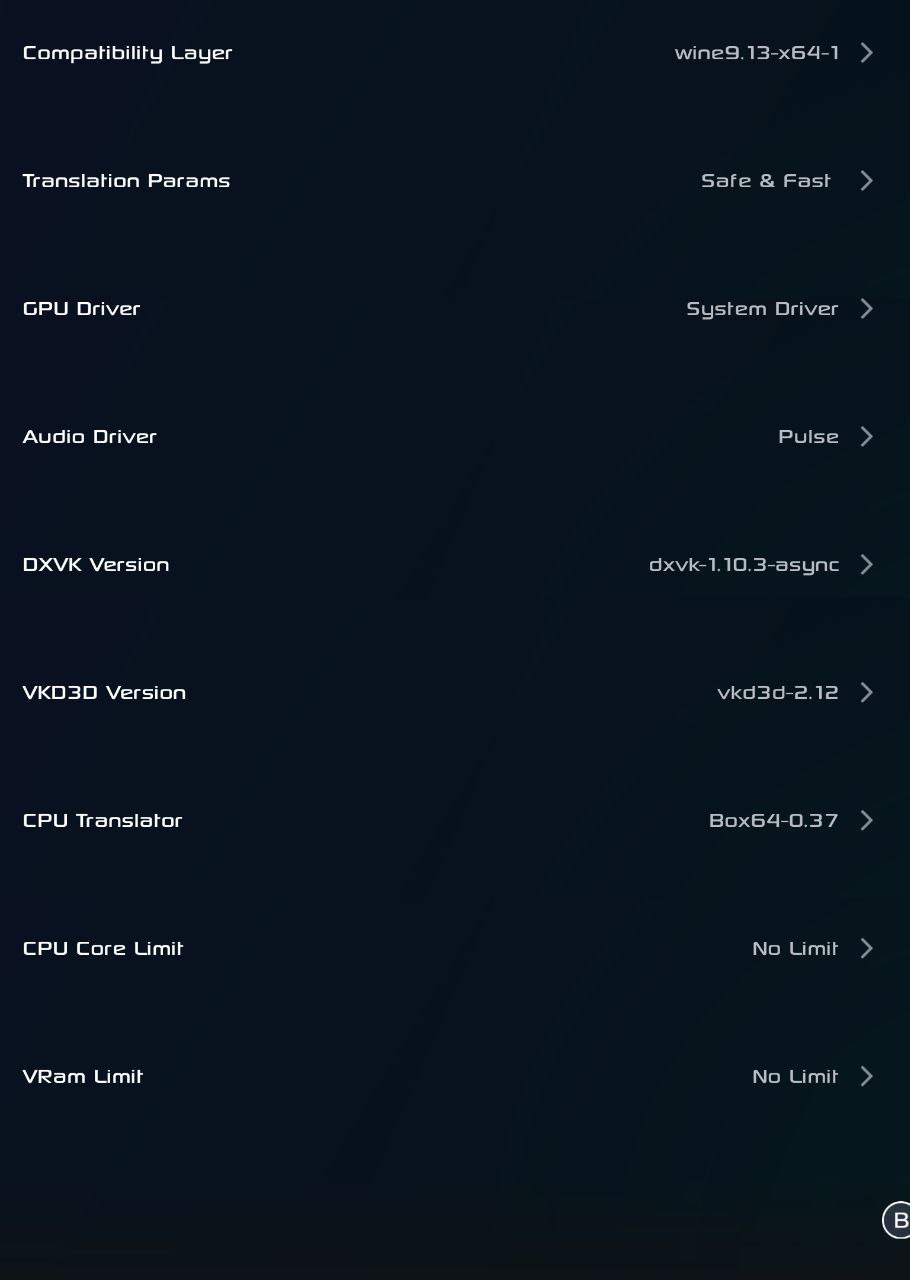 Compatibility Layer wine9.13-x64-1
Translation Params Safe & Fast
GPU Driver System Driver
Audio Driver Pulse
DXVK Version dxvk-1.10.3-async
VKD3D Version vkd3d-2.12
CPU Translator Box64-0.37
CPU Core Limit No Limit
VRam Limit No Limit
B